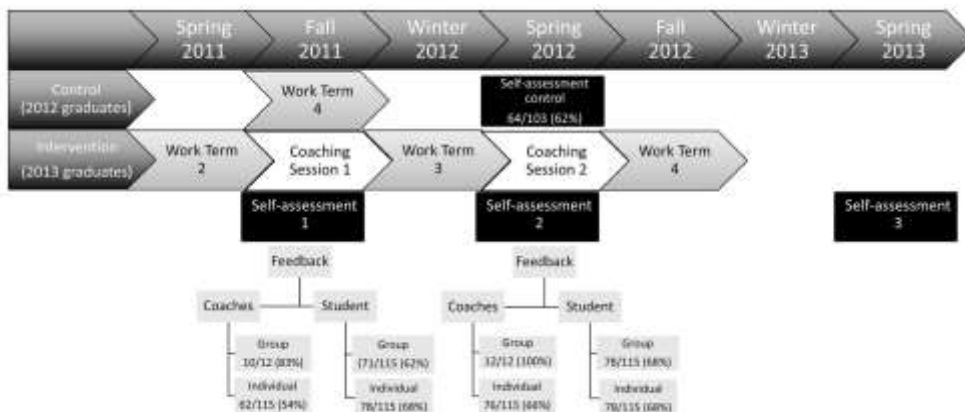 Spring
2011
Fall
2011
Winter
2012
Spring
2012
Fall
2012
Winter
2013
Spring
2013
Control
(2012 graduates)
Work Term
4
Self-assessment
control
64/103 (62%)
Intervention
(2013 graduates)
Work Term
2
Coaching
Session 1
Work Term
3
Coaching
Session 2
Work Term
4
Self-assessment
1
Self-assessment
2
Self-assessment
3
Feedback
Coaches
Student
Group
10/12 (83%)
Individual
62/115 (54%)
Group
(71/115 (62%)
Individual
78/115 (68%)
Feedback
Coaches
Student
Group
12/12 (100%)
Individual
76/115 (66%)
Group
78/115 (68%)
Individual
78/115 (68%)